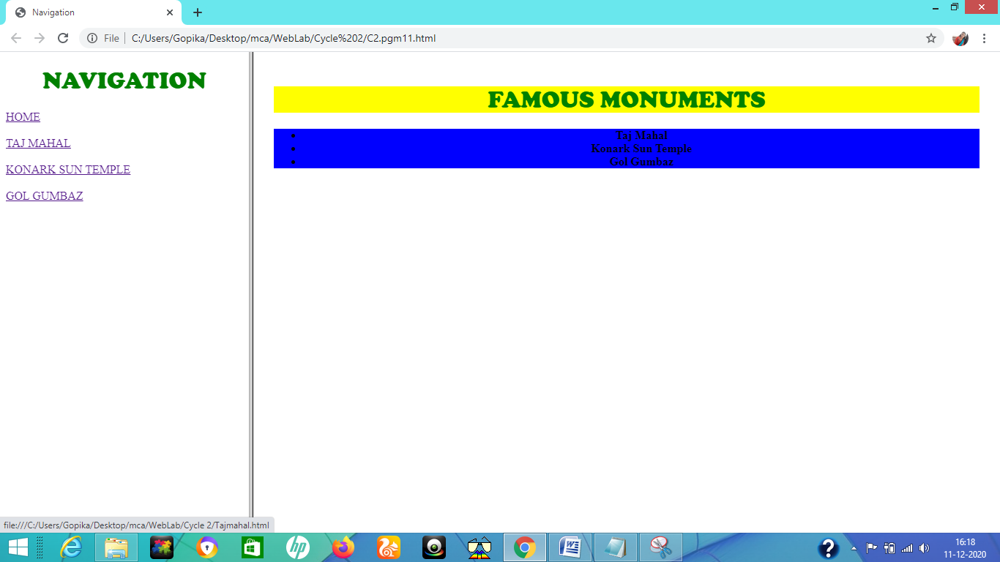 Navigation
File
C:/Users/Gopika/Desktop/mca/WebLab/Cycle%202/C2.pgm11.html
NAVIGATION
HOME
TAJ MAHAL
KONARK SUN TEMPLE
GOL GUMBAZ
FAMOUS MONUMENTS
Taj Mahal
Konark Sun Temple
Gol Gumbaz
file:///C:/Users/Gopika/Desktop/mca/WebLab/Cycle 2/Tajmahal.html
hp
W
?
16:18
11-12-2020